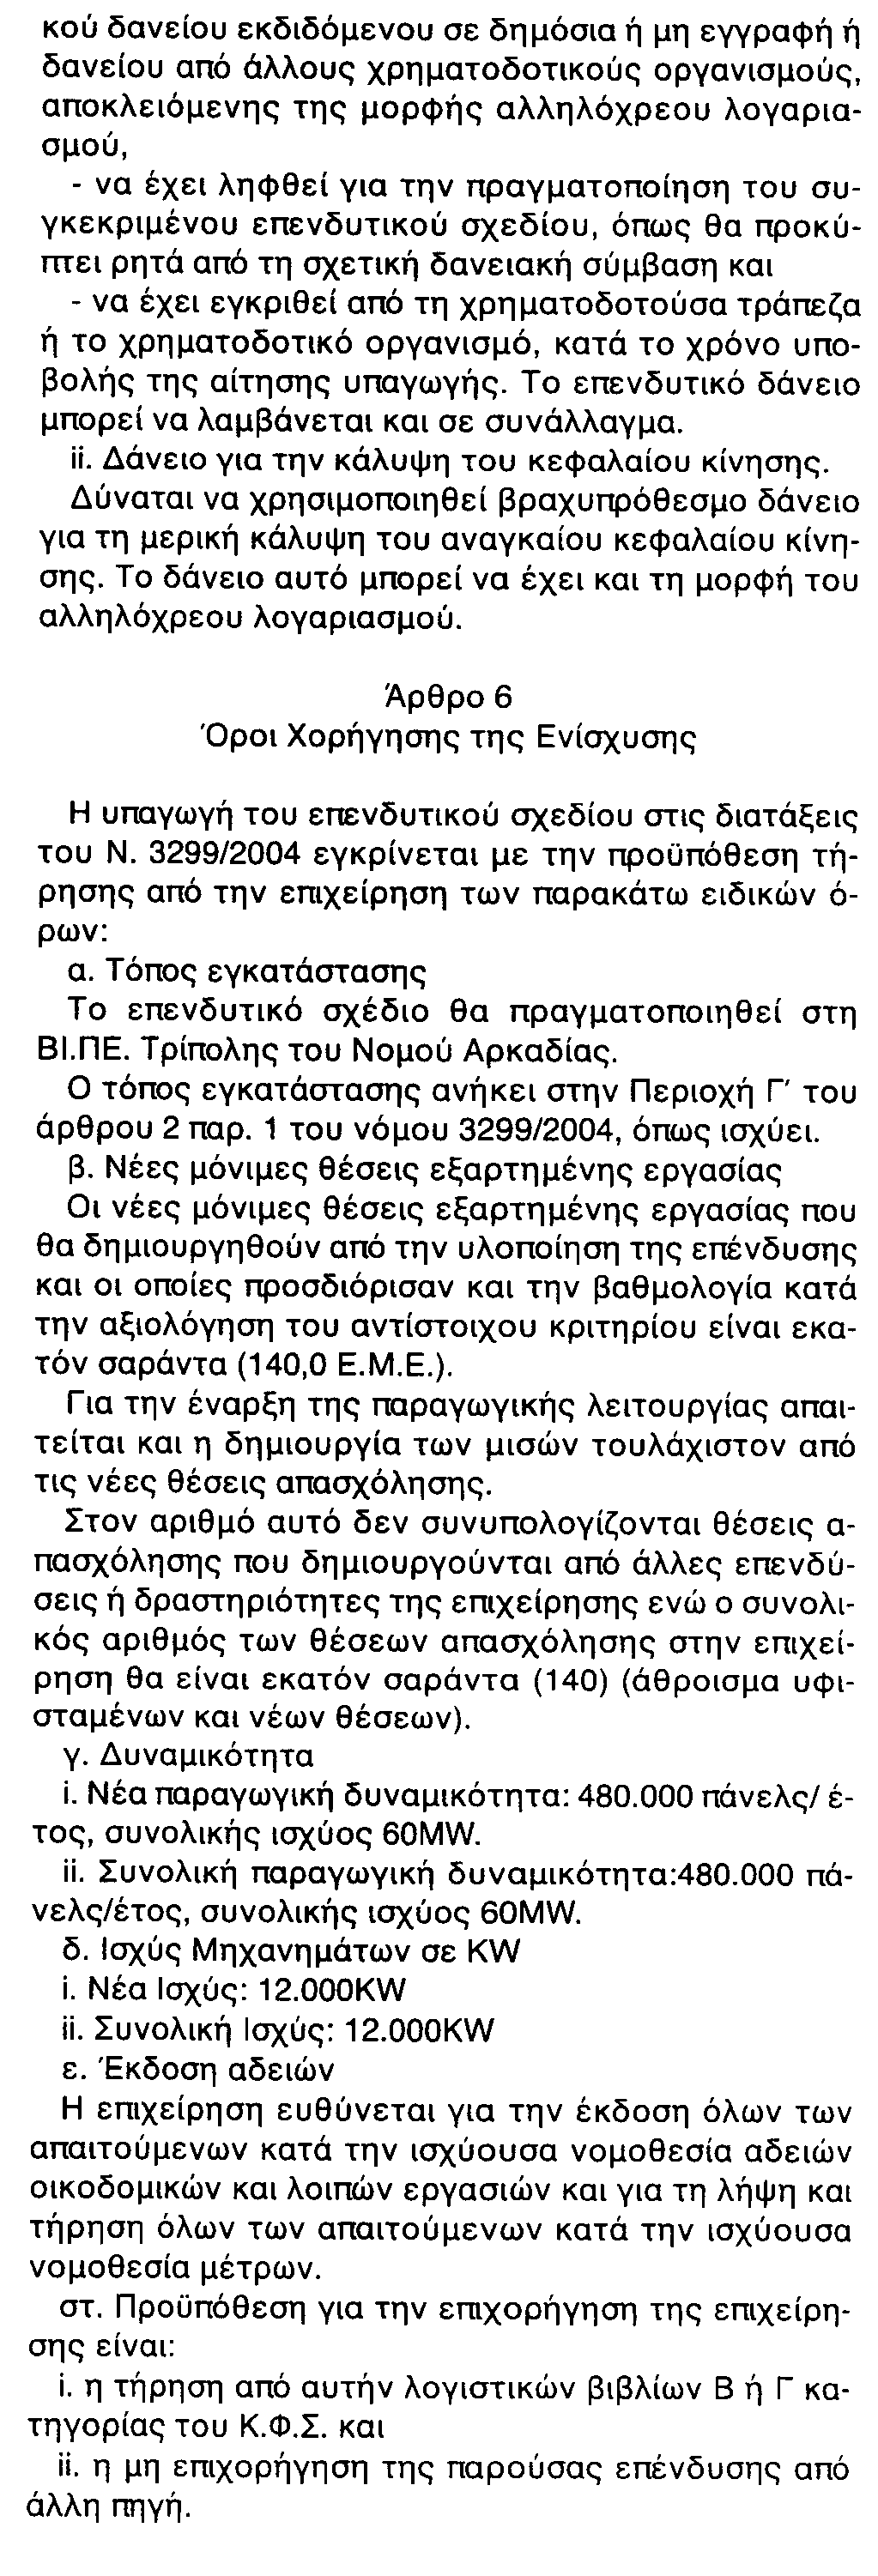 κού δανείου εκδιδόμενου σε δημόσια ή μη εγγραφή ή
δανείου από άλλους χρηματοδοτικούς οργανισμούς,
αποκλειόμενης της μορφής αλληλόχρεου λογαρια-
σμού,
- να έχει ληφθεί για την πραγματοποίηση του συ-
γκεκριμένου επενδυτικού σχεδίου, όπως θα προκύ-
πτει ρητά από τη σχετική δανειακή σύμβαση και
- να έχει εγκριθεί από τη χρηματοδοτούσα τράπεζα
ή το χρηματοδοτικό οργανισμό, κατά το χρόνο υπο-
βολής της αίτησης υπαγωγής. Το επενδυτικό δάνειο
μπορεί να λαμβάνεται και σε συνάλλαγμα.
ii. Δάνειο για την κάλυψη του κεφαλαίου κίνησης.
Δύναται να χρησιμοποιηθεί βραχυπρόθεσμο δάνειο
για τη μερική κάλυψη του αναγκαίου κεφαλαίου κίνη-
σης. Το δάνειο αυτό μπορεί να έχει και τη μορφή του
αλληλόχρεου λογαριασμού.
Άρθρο 6
Όροι Χορήγησης της Ενίσχυσης
Η υπαγωγή του επενδυτικού σχεδίου στις διατάξεις
του Ν. 3299/2004 εγκρίνεται με την προϋπόθεση τή-
ρησης από την επιχείρηση των παρακάτω ειδικών ό-
ρων:
α. Τόπος εγκατάστασης
Το επενδυτικό σχέδιο θα πραγματοποιηθεί στη
ΒΙ.ΠΕ. Τρίπολης του Νομού Αρκαδίας.
Ο τόπος εγκατάστασης ανήκει στην Περιοχή Γ' του
άρθρου 2 παρ. 1 του νόμου 3299/2004, όπως ισχύει.
β. Νέες μόνιμες θέσεις εξαρτημένης εργασίας
Οι νέες μόνιμες θέσεις εξαρτημένης εργασίας που
θα δημιουργηθούν από την υλοποίηση της επένδυσης
και οι οποίες προσδιόρισαν και την βαθμολογία κατά
την αξιολόγηση του αντίστοιχου κριτηρίου είναι εκα-
τόν σαράντα (140,0 Ε.Μ.Ε.).
Για την έναρξη της παραγωγικής λειτουργίας απαι-
τείται και η δημιουργία των μισών τουλάχιστον από
τις νέες θέσεις απασχόλησης.
Στον αριθμό αυτό δεν συνυπολογίζονται θέσεις α-
πασχόλησης που δημιουργούνται από άλλες επενδύ-
σεις ή δραστηριότητες της επιχείρησης ενώ ο συνολι-
κός αριθμός των θέσεων απασχόλησης στην επιχεί-
ρηση θα είναι εκατόν σαράντα (140) (άθροισμα υφι-
σταμένων και νέων θέσεων).
γ. Δυναμικότητα
i. Νέα παραγωγική δυναμικότητα: 480.000 πάνελς/ έ-
τος, συνολικής ισχύος 60MW.
ii. Συνολική παραγωγική δυναμικότητα:480.000 πά-
νελς/έτος, συνολικής ισχύος 60MW.
δ. Ισχύς Μηχανημάτων σε KW
i. Νέα Ισχύς: 12.000KW
ii. Συνολική Ισχύς: 12.000KW
ε. Έκδοση αδειών
Η επιχείρηση ευθύνεται για την έκδοση όλων των
απαιτούμενων κατά την ισχύουσα νομοθεσία αδειών
οικοδομικών και λοιπών εργασιών και για τη λήψη και
τήρηση όλων των απαιτούμενων κατά την ισχύουσα
νομοθεσία μέτρων.
στ. Προϋπόθεση για την επιχορήγηση της επιχείρη-
σης είναι:
i. η τήρηση από αυτήν λογιστικών βιβλίων Β ή Γ κα-
τηγορίας του Κ.Φ.Σ. και
ii. η μη επιχορήγηση της παρούσας επένδυσης από
άλλη πηγή.